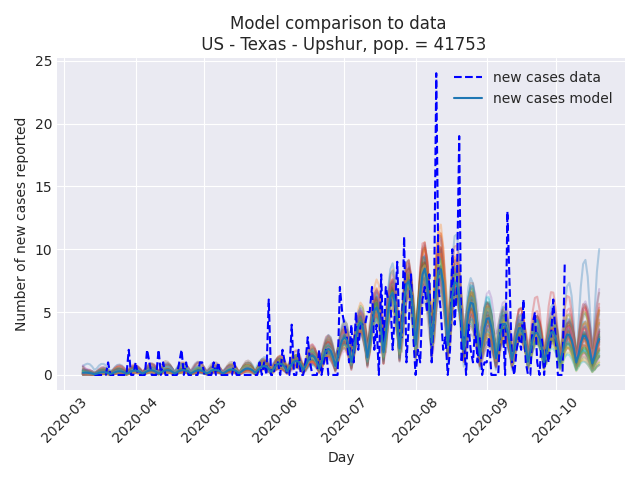 Model comparison to data
US - Texas - Upshur, pop. = 41753
Number of new cases reported
25
20
15
10
5
0
new cases data
new cases model
2020-03
2020-04
2020-05
2020-06
2020-07
2020-08
2020-09
2020-10
Day